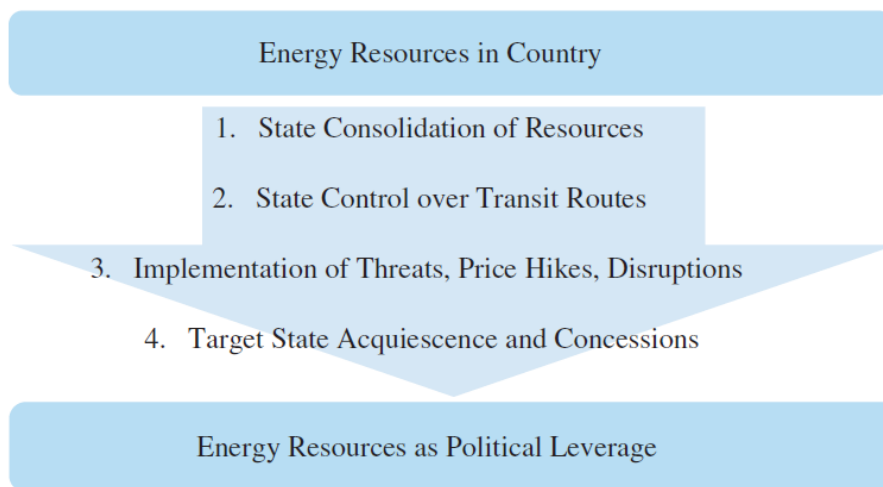 Energy Resources in Country
1. State Consolidation of Resources
2. State Control over Transit Routes
3. Implementation of Threats, Price Hikes, Disruptions
4. Target State Acquiescence and Concessions
Energy Resources as Political Leverage